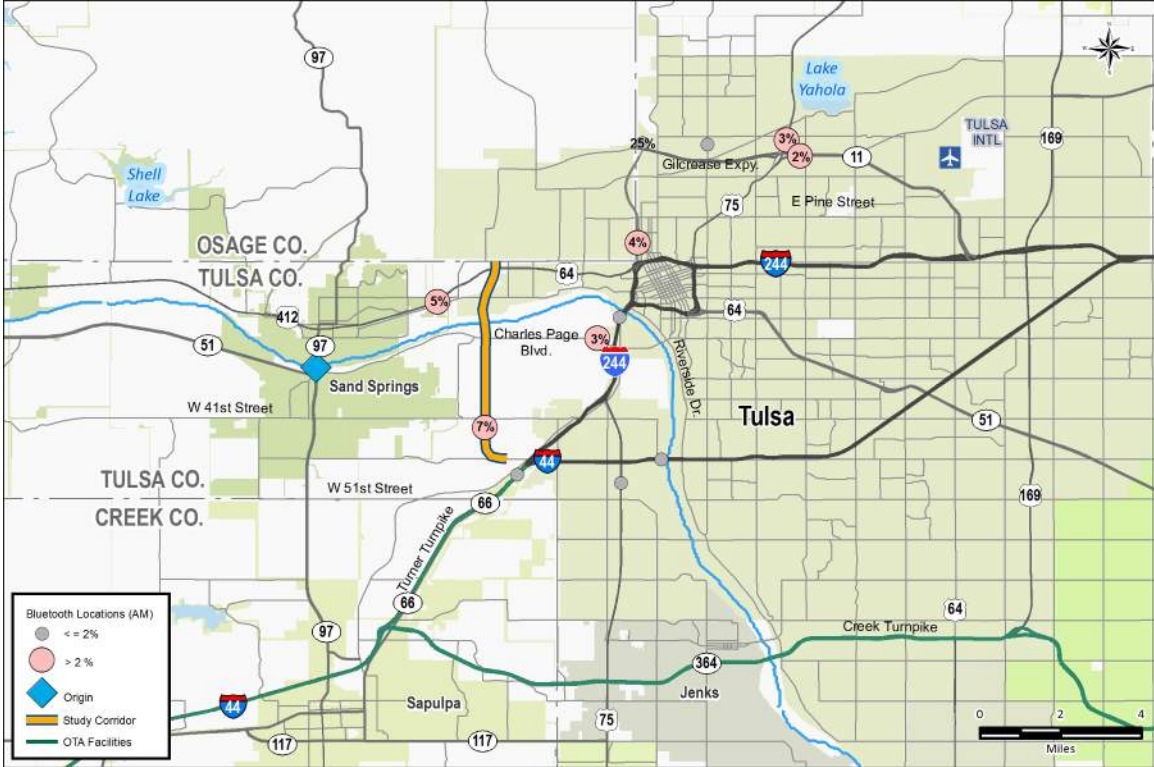 97
Lake
Yahola
N
25%
3%
TULSA
INTL
169
2%
11
Gilcrease Expy.
Shell
Lake
75
E Pine Street
OSAGE CO.
4%
TULSA CO.
64
244
5%
412
64
51
97
Charles Page
Blvd.
3%
244
Riverside Dr.
Sand Springs
W 41st Street
7%
Tulsa
51
44
TULSA CO.
W 51st Street
CREEK CO.
66
169
Turner Turnpike
66
64
97
Creek Turnpike
364
Jenks
Sapulpa
44
75
117
117
Bluetooth Locations (AM)
< = 2%
> 2 %
Origin
Study Corridor
OTA Facilities
0 2 4
Miles